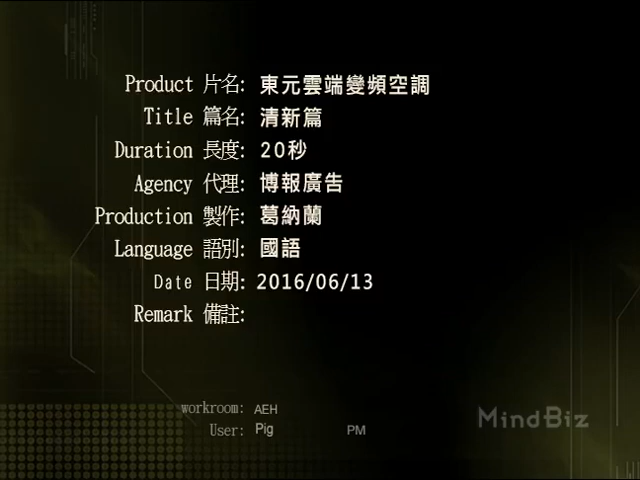 Product 片名: 東元雲端變頻空調
Title 篇名: 清新篇
Duration 長度: 20秒
Agency 代理: 博報廣告
Production 製作: 葛納蘭
Language 語別: 國語
Date 日期: 2016/06/13
Remark 備註:
workroom: AEH
User: Pig PM
MindBiz